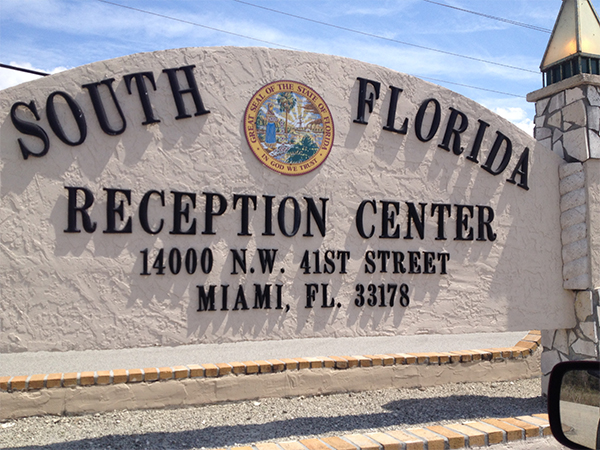 SOUTH FLORIDA
GREAT SEAL OF THE STATE OF FLORIDA
IN GOD WE TRUST
RECEPTION CENTER
14000 N.W. 41ST STREET
MIAMI, FL. 33178